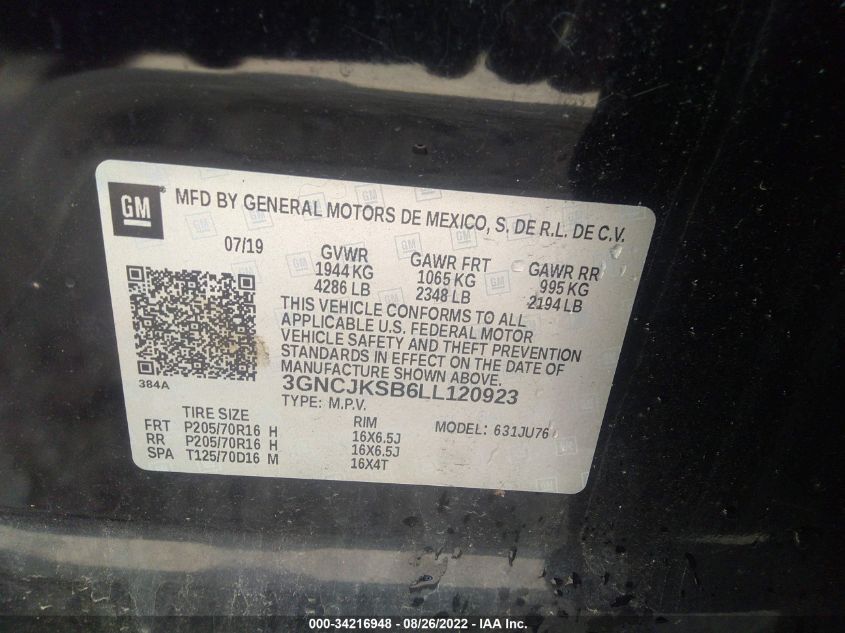 GM ® MFD BY GENERAL MOTORS DE MEXICO, S. DE R.L. DE C.V.
07/19 GVWR GAWR FRT GAWR RR
1944 KG 1065 KG 995 KG
4286 LB 2348 LB 2194 LB
THIS VEHICLE CONFORMS TO ALL
APPLICABLE U.S. FEDERAL MOTOR
VEHICLE SAFETY AND THEFT PREVENTION
STANDARDS IN EFFECT ON THE DATE OF
MANUFACTURE SHOWN ABOVE.
384A
3GNCJKSB6LL120923
TYPE: M.P.V.
TIRE SIZE RIM MODEL: 631JU76
FRT P205/70R16 H 16X6.5J
RR P205/70R16 H 16X6.5J
SPA T125/70D16 M 16X4T
000-34216948 - 08/26/2022 - IAA Inc.